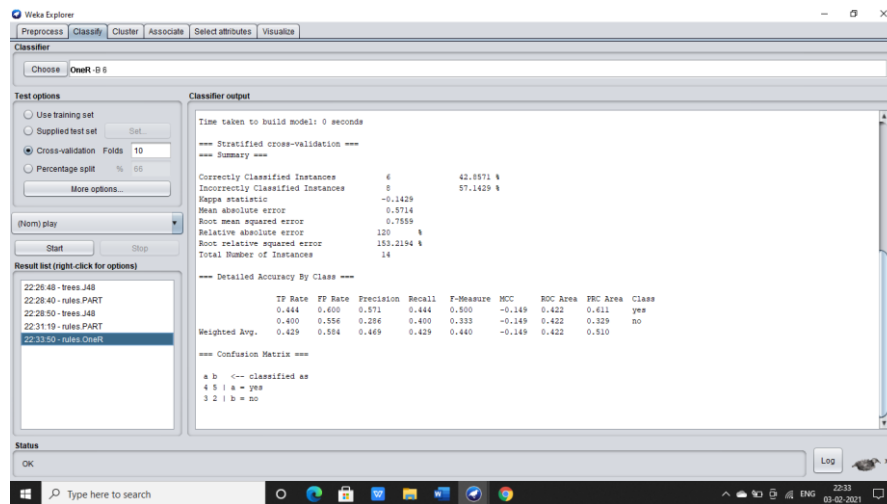 Weka Explorer
Preprocess Classify Cluster Associate Select attributes Visualize
Classifier
Choose OneR -B 6
Test options
Use training set
Supplied test set Set...
Cross-validation Folds 10
Percentage split % 66
More options...
(Nom) play
Start Stop
Result list (right-click for options)
22:26:48 - trees.J48
22:28:40 - rules.PART
22:28:50 - trees.J48
22:31:19 - rules.PART
22:33:50 - rules.OneR
Classifier output
Time taken to build model: 0 seconds
=== Stratified cross-validation ===
=== Summary ===
Correctly Classified Instances 6 42.8571 %
Incorrectly Classified Instances 8 57.1429 %
Kappa statistic -0.1429
Mean absolute error 0.5714
Root mean squared error 0.7559
Relative absolute error 120 %
Root relative squared error 153.2194 %
Total Number of Instances 14
=== Detailed Accuracy By Class ===
TP Rate FP Rate Precision Recall F-Measure MCC ROC Area PRC Area Class
0.444 0.600 0.571 0.444 0.500 -0.149 0.422 0.611 yes
0.400 0.556 0.286 0.400 0.333 -0.149 0.422 0.329 no
Weighted Avg. 0.429 0.584 0.469 0.429 0.440 -0.149 0.422 0.510
=== Confusion Matrix ===
a b <-- classified as
4 5 | a = yes
3 2 | b = no
Status
OK
Log
Type here to search
ENG
22:33
03-02-2021